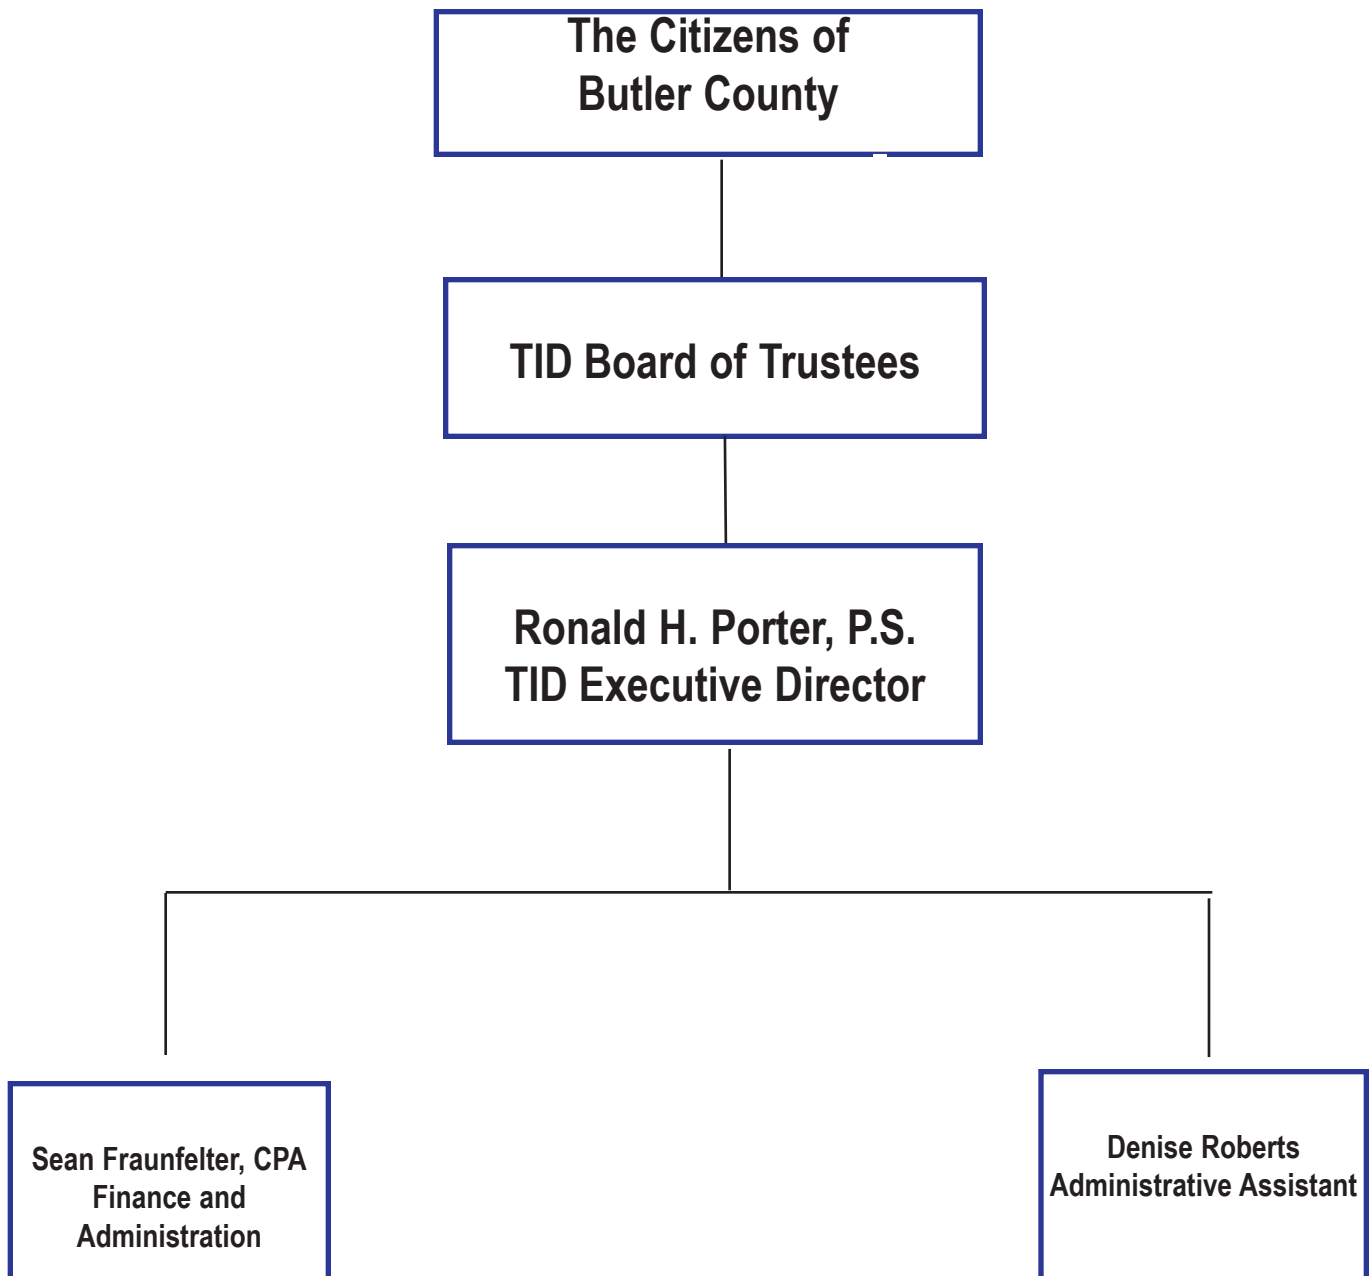 The Citizens of
Butler County
TID Board of Trustees
Ronald H. Porter, P.S.
TID Executive Director
Sean Fraunfelter, CPA
Finance and
Administration
Denise Roberts
Administrative Assistant